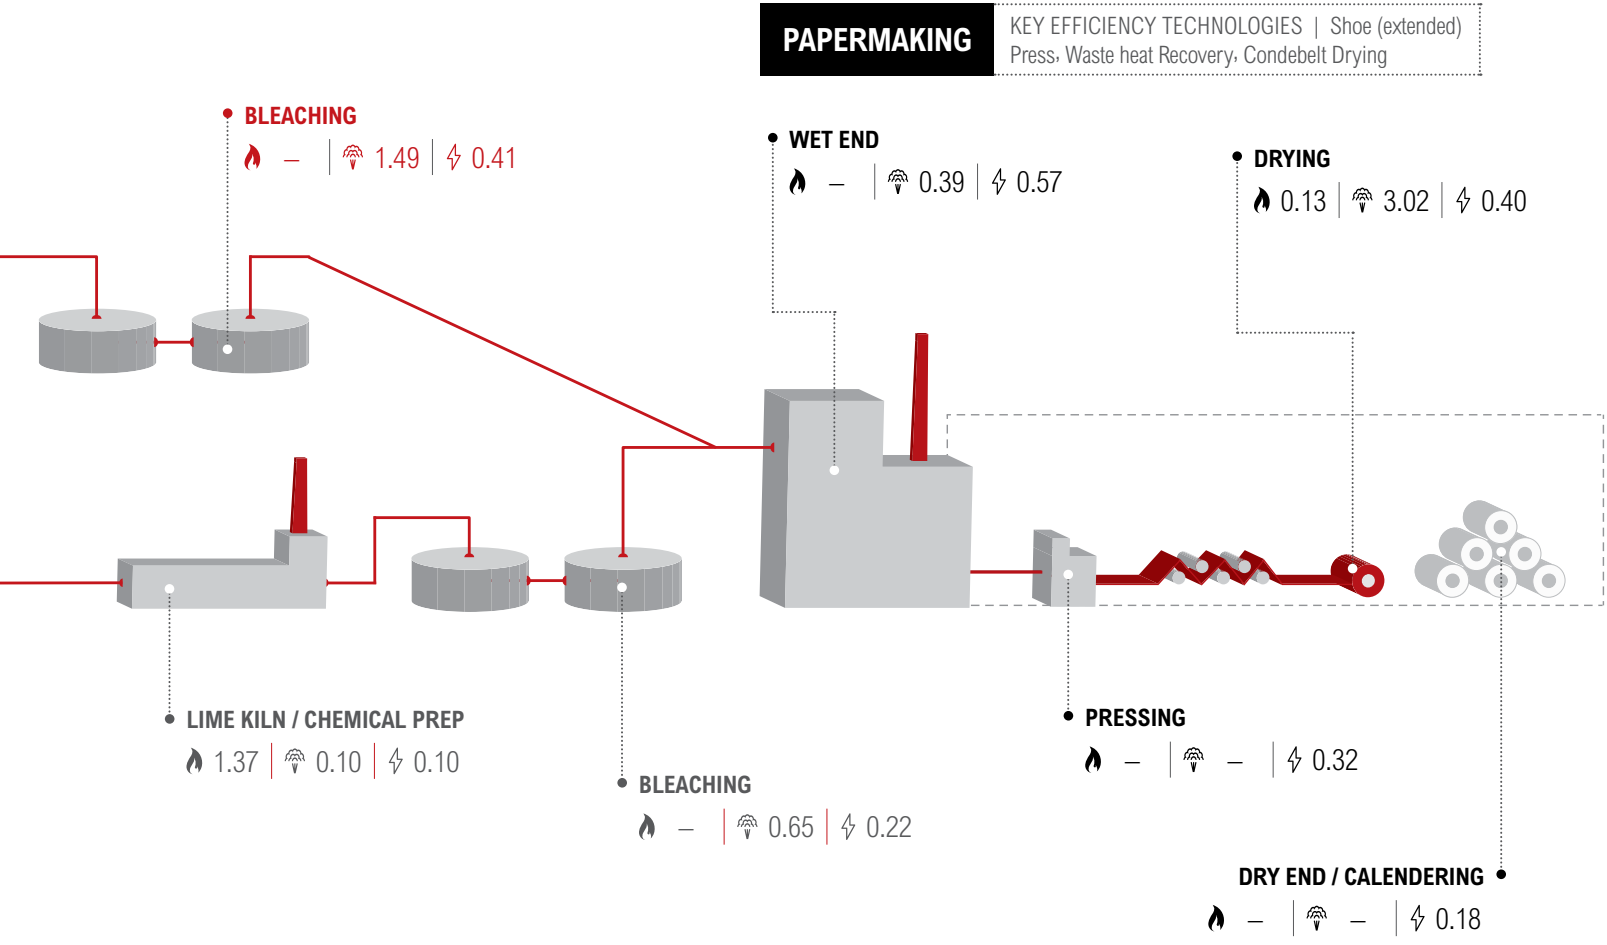 PAPERMAKING
KEY EFFICIENCY TECHNOLOGIES | Shoe (extended)
Press, Waste heat Recovery, Condebelt Drying
BLEACHING
– | 1.49 | 0.41
WET END
– | 0.39 | 0.57
DRYING
0.13 | 3.02 | 0.40
LIME KILN / CHEMICAL PREP
1.37 | 0.10 | 0.10
BLEACHING
– | 0.65 | 0.22
PRESSING
– | – | 0.32
DRY END / CALENDERING
– | – | 0.18